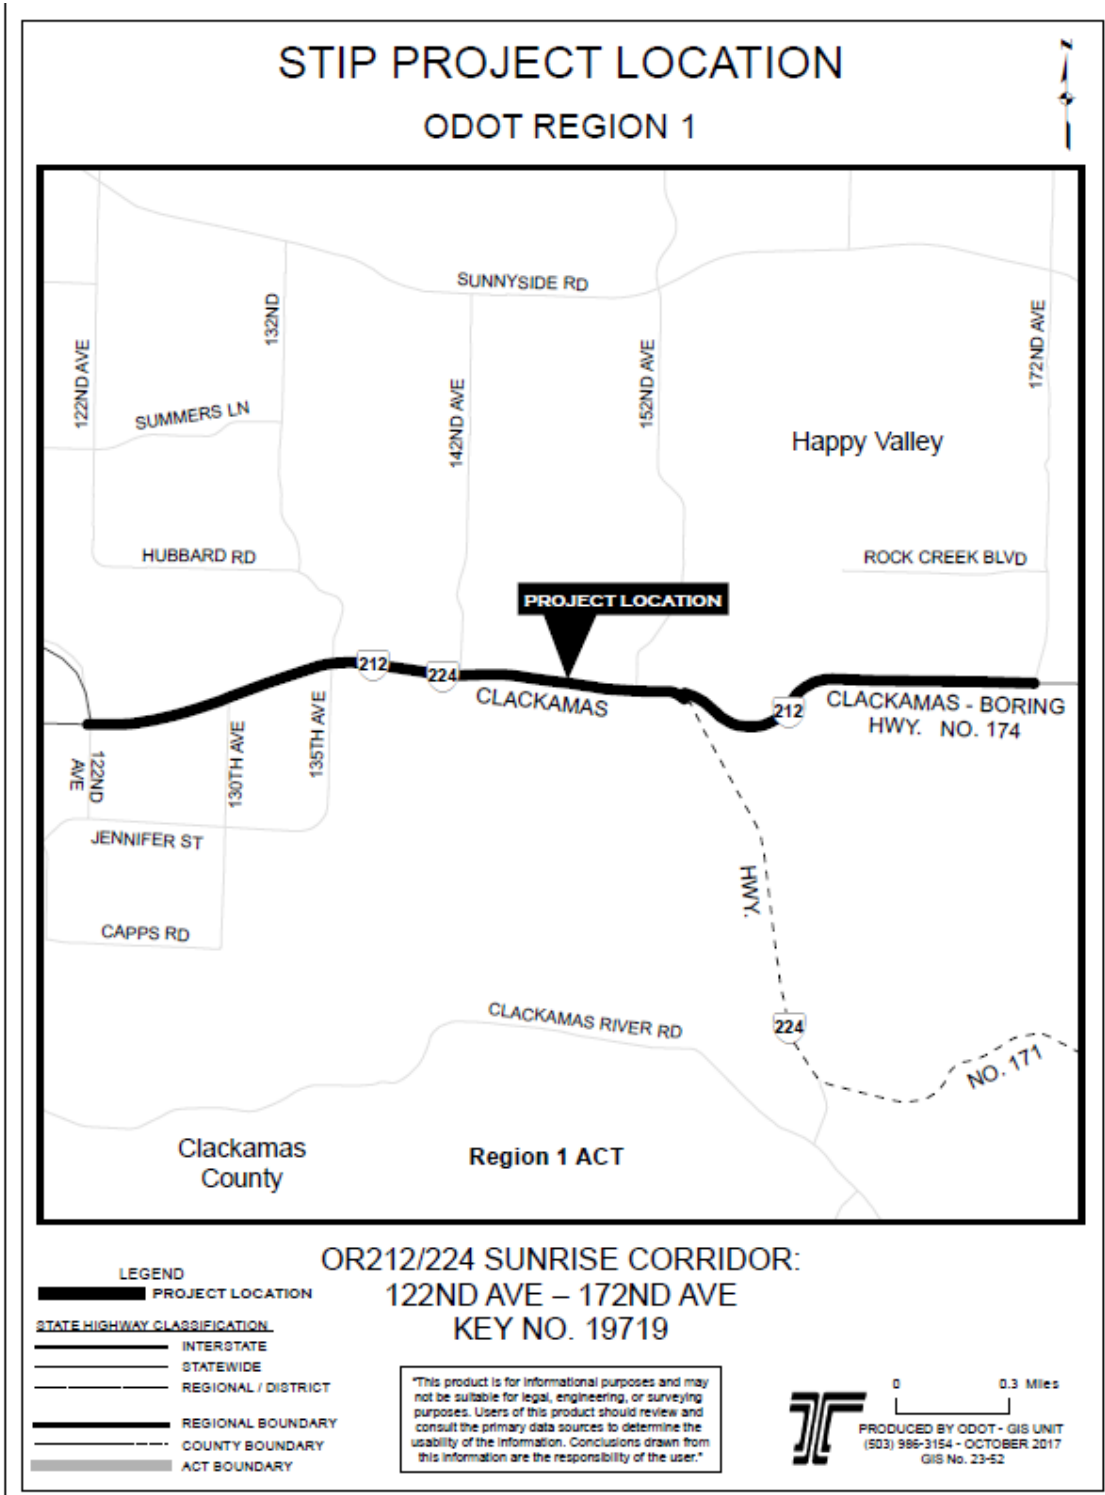 STIP PROJECT LOCATION
ODOT REGION 1
N
SUNNYSIDE RD
132ND
122ND AVE
172ND AVE
152ND AVE
142ND AVE
SUMMERS LN
Happy Valley
HUBBARD RD
ROCK CREEK BLVD
PROJECT LOCATION
212
224
CLACKAMAS
212
CLACKAMAS - BORING
HWY. NO. 174
122ND
AVE
130TH AVE
135TH AVE
JENNIFER ST
HWY.
CAPPS RD
CLACKAMAS RIVER RD
224
NO. 171
Clackamas
County
Region 1 ACT
OR212/224 SUNRISE CORRIDOR:
122ND AVE – 172ND AVE
KEY NO. 19719
LEGEND
PROJECT LOCATION
STATE HIGHWAY CLASSIFICATION
INTERSTATE
STATEWIDE
REGIONAL / DISTRICT
REGIONAL BOUNDARY
COUNTY BOUNDARY
ACT BOUNDARY
"This product is for informational purposes and may
not be suitable for legal, engineering, or surveying
purposes. Users of this product should review and
consult the primary data sources to determine the
usability of the information. Conclusions drawn from
this information are the responsibility of the user."
0 0.3 Miles
PRODUCED BY ODOT - GIS UNIT
(503) 986-3154 - OCTOBER 2017
GIS No. 23-52